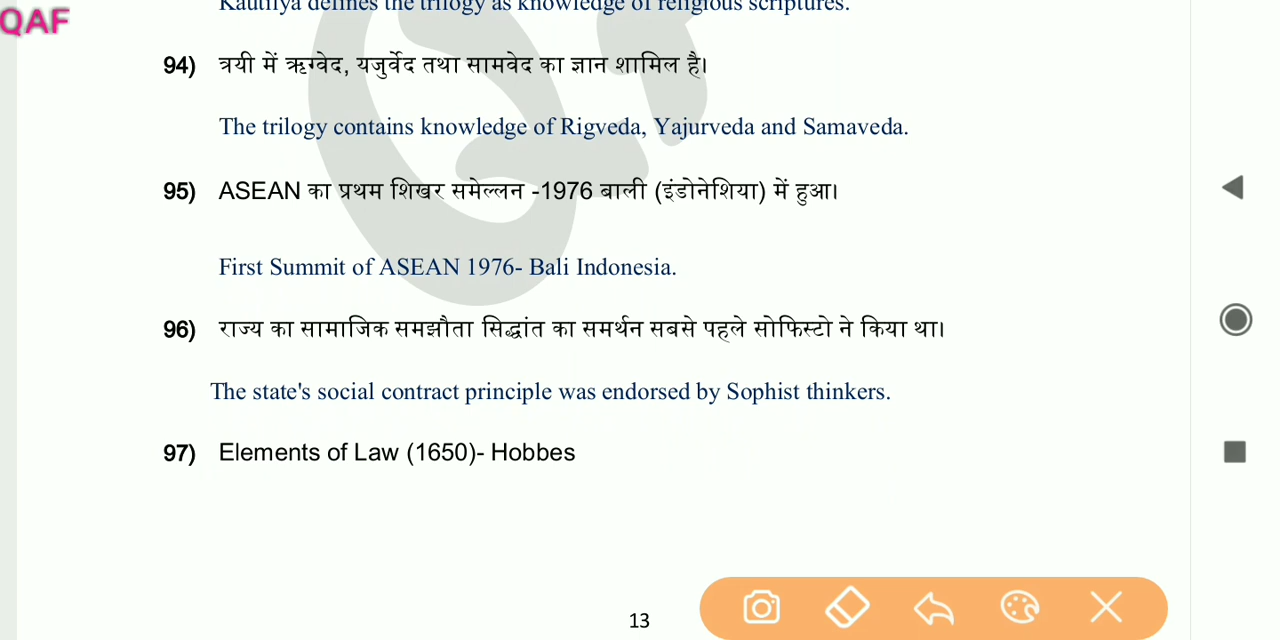 QAF
Kautilya defines the trilogy as knowledge of religious scriptures.
94) त्रयी में ऋग्वेद, यजुर्वेद तथा सामवेद का ज्ञान शामिल है।
The trilogy contains knowledge of Rigveda, Yajurveda and Samaveda.
95) ASEAN का प्रथम शिखर समेल्लन -1976 बाली (इंडोनेशिया) में हुआ।
First Summit of ASEAN 1976- Bali Indonesia.
96) राज्य का सामाजिक समझौता सिद्धांत का समर्थन सबसे पहले सोफिस्टो ने किया था।
The state's social contract principle was endorsed by Sophist thinkers.
97) Elements of Law (1650)- Hobbes
13